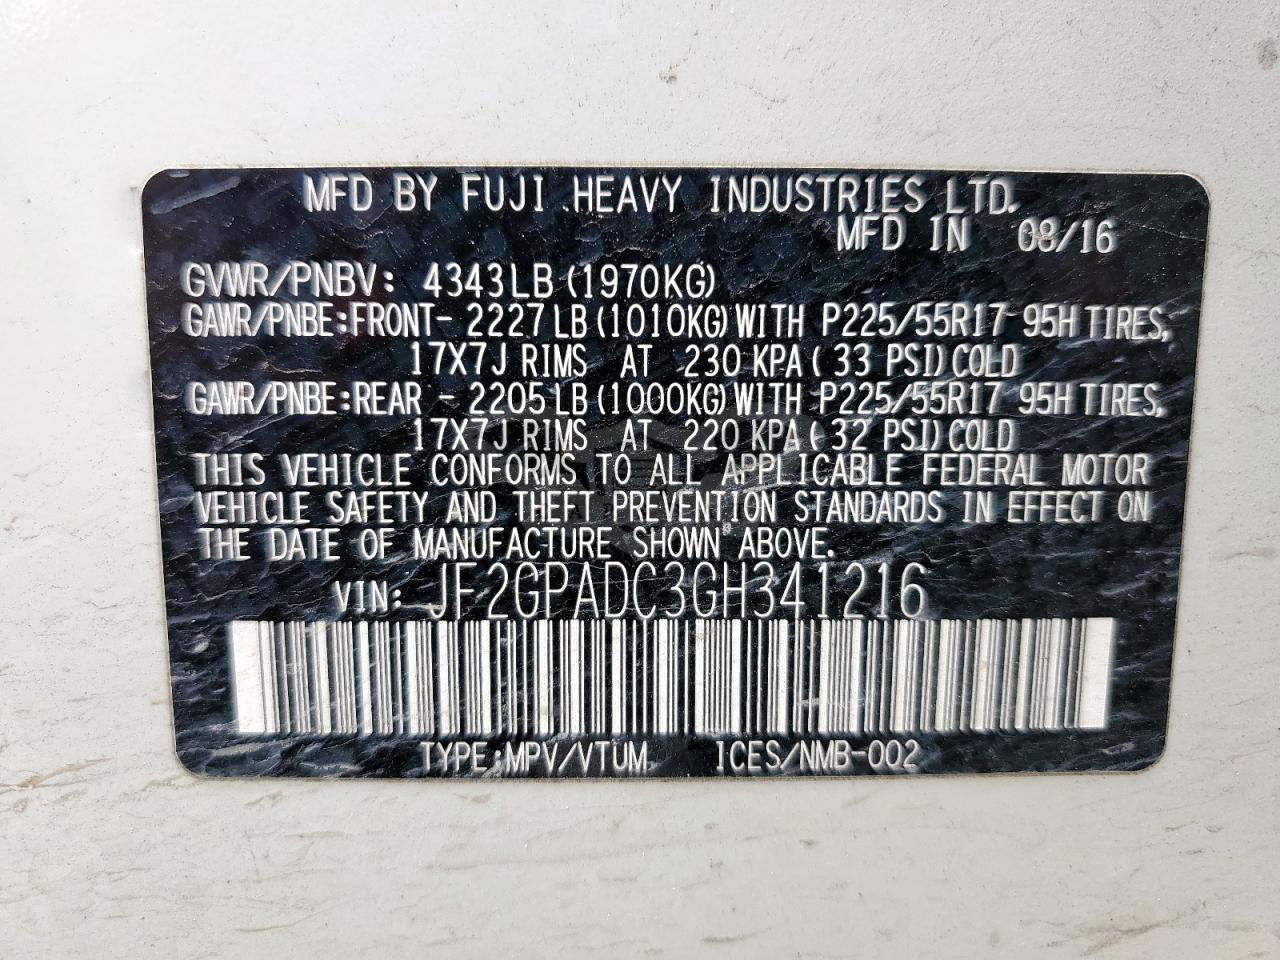 MFD BY FUJI HEAVY INDUSTRIES LTD.
MFD IN 08/16
GVWR/PNBV: 4343LB (1970KG)
GAWR/PNBE:FRONT- 2227LB(1010KG)WITH P225/55R17 95H TIRES,
17X7J RIMS AT 230 KPA( 33 PSI)COLD
GAWR/PNBE:REAR - 2205LB(1000KG)WITH P225/55R17 95H TIRES,
17X7J RIMS AT 220 KPA( 32 PSI)COLD
THIS VEHICLE CONFORMS TO ALL APPLICABLE FEDERAL MOTOR
VEHICLE SAFETY AND THEFT PREVENTION STANDARDS IN EFFECT ON
THE DATE OF MANUFACTURE SHOWN ABOVE.
VIN: JF2GPADC3GH341216
TYPE:MPV/VTUM ICES/NMB-002